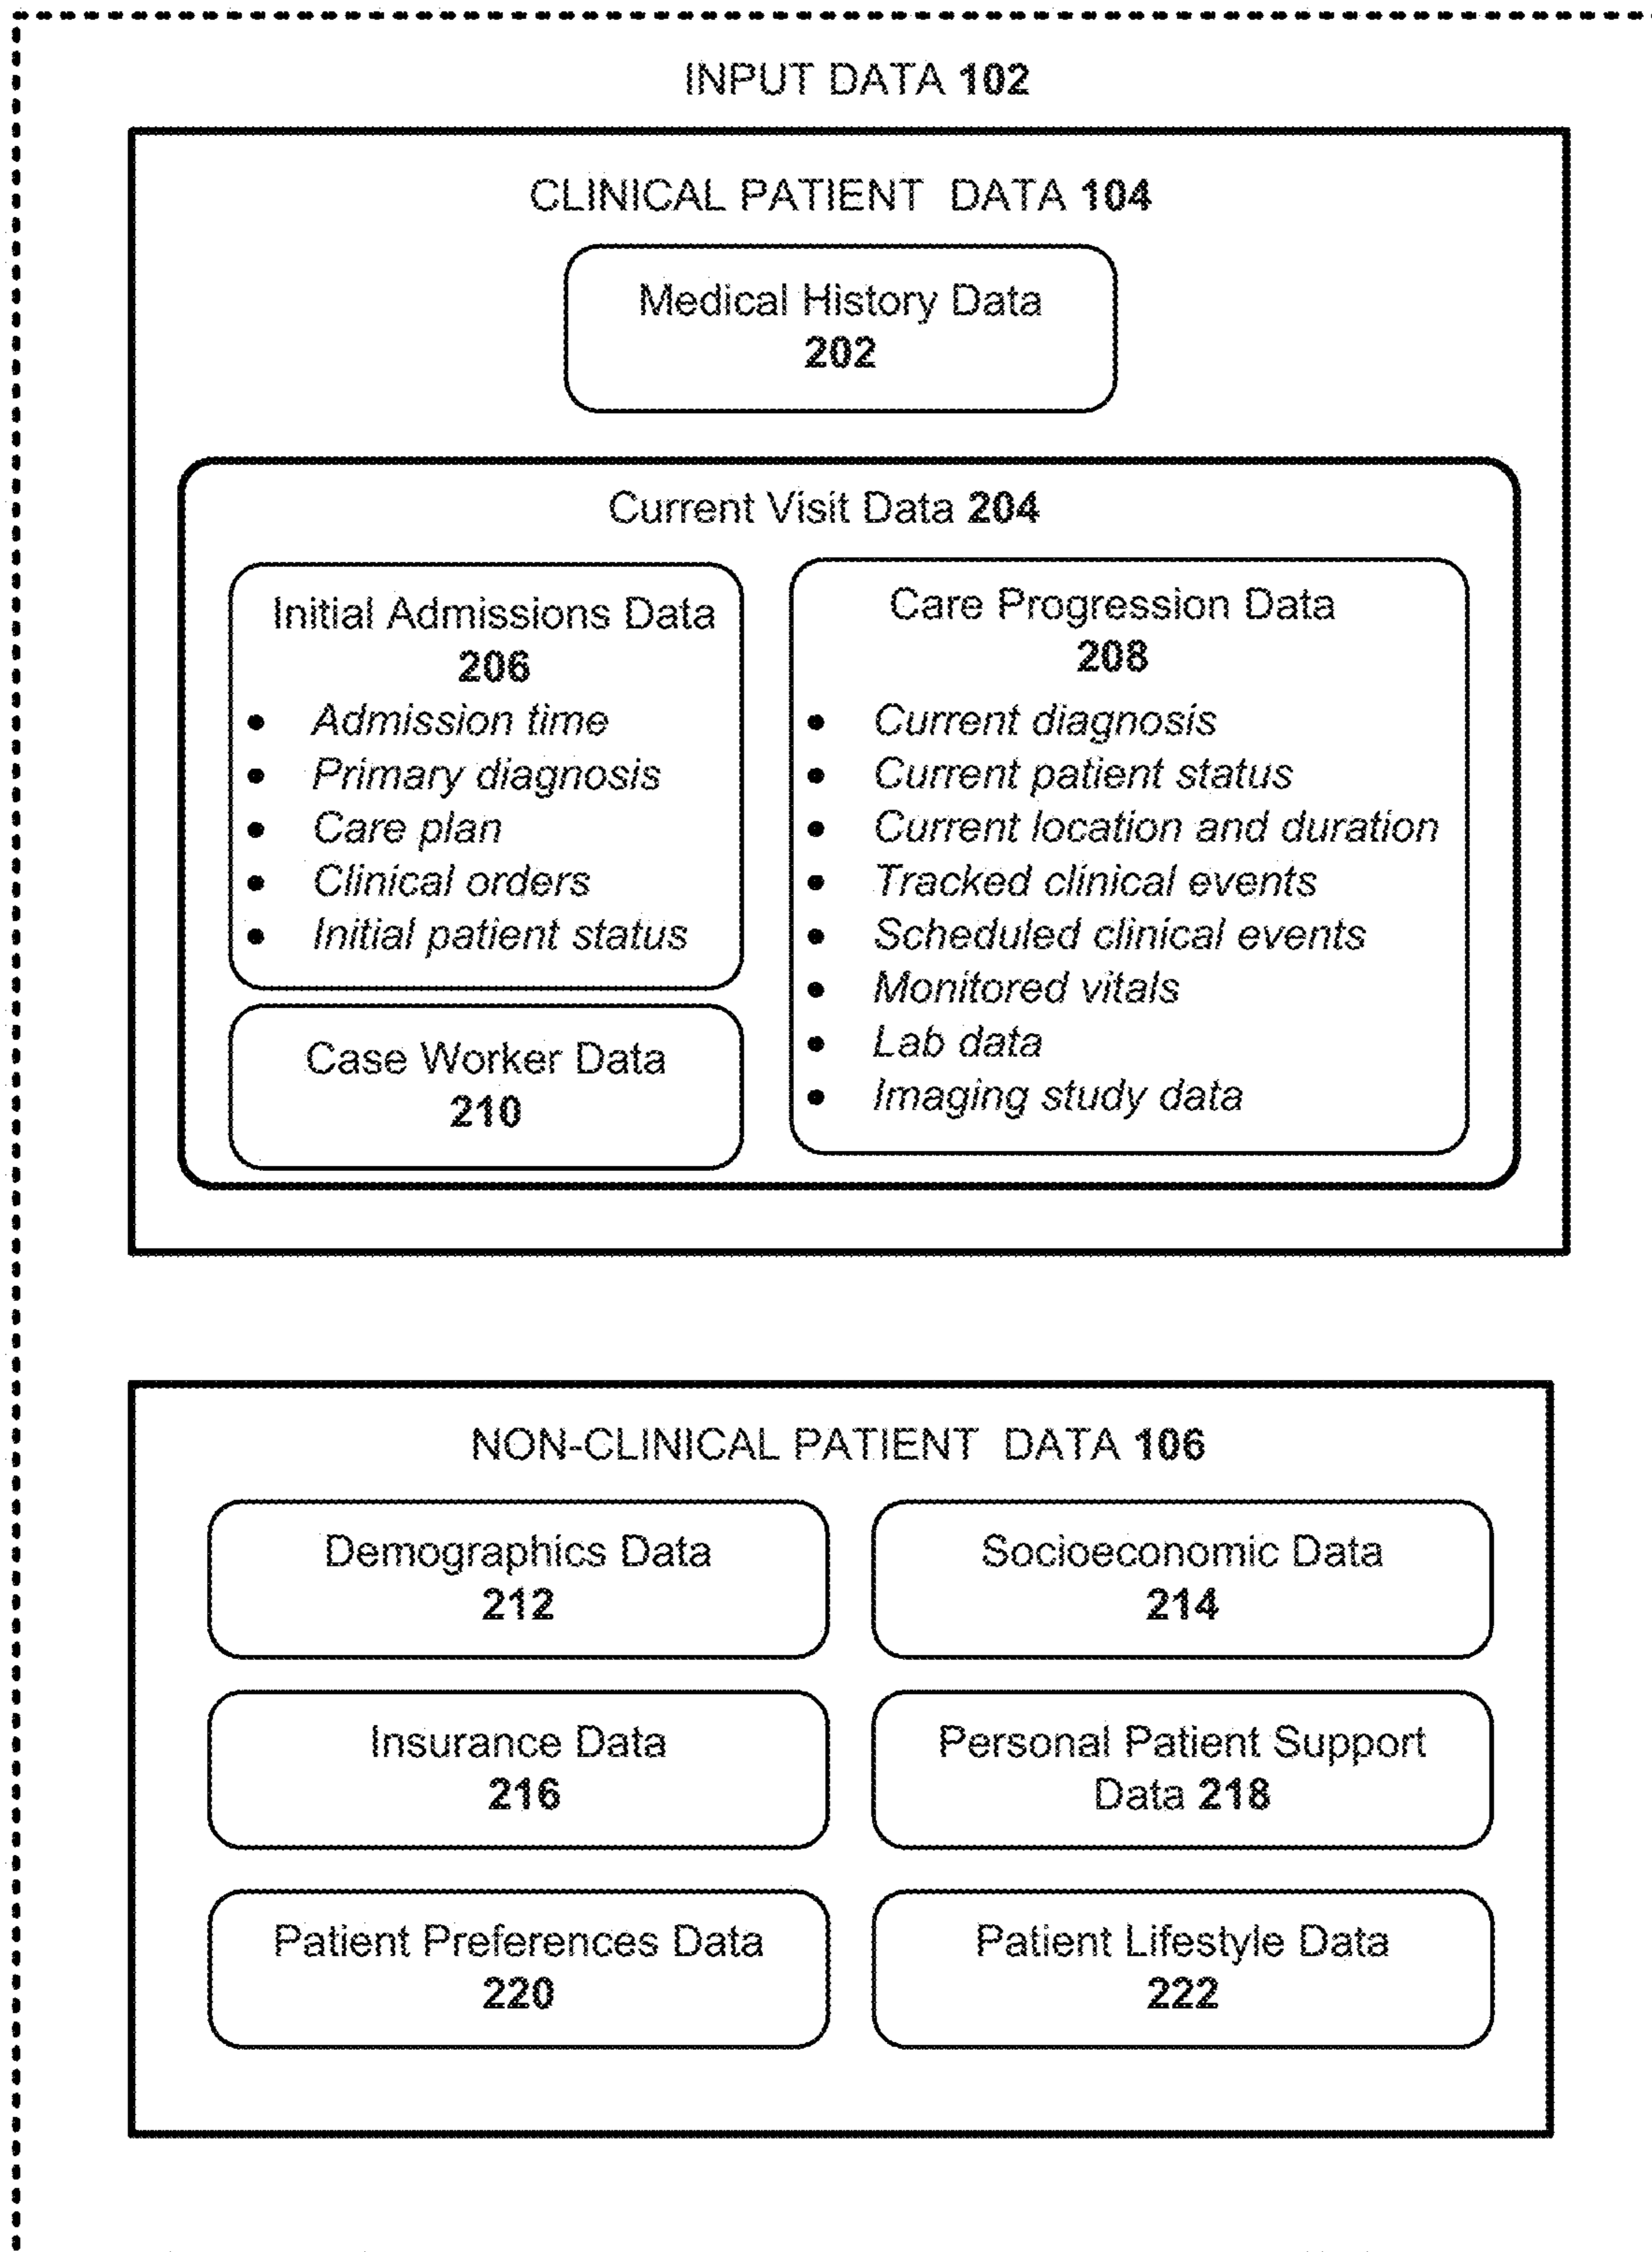 INPUT DATA 102
CLINICAL PATIENT DATA 104
Medical History Data
202
Current Visit Data 204
Initial Admissions Data
206
• Admission time
• Primary diagnosis
• Care plan
• Clinical orders
• Initial patient status
Case Worker Data
210
Care Progression Data
208
• Current diagnosis
• Current patient status
• Current location and duration
• Tracked clinical events
• Scheduled clinical events
• Monitored vitals
• Lab data
• Imaging study data
NON-CLINICAL PATIENT DATA 106
Demographics Data
212
Socioeconomic Data
214
Insurance Data
216
Personal Patient Support
Data 218
Patient Preferences Data
220
Patient Lifestyle Data
222